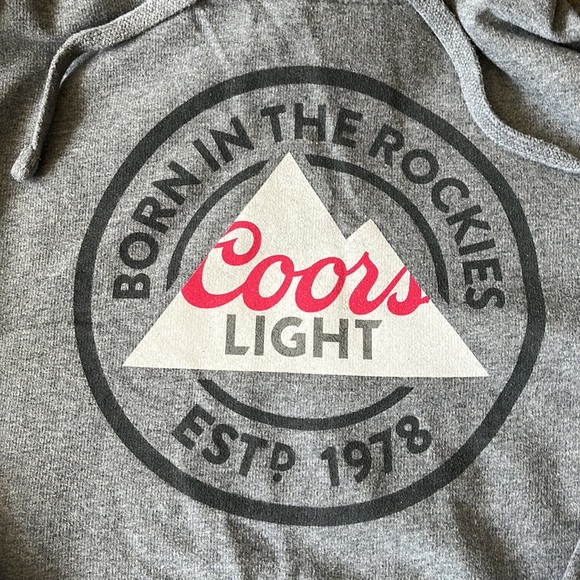 BORN IN THE ROCKIES
Coors
LIGHT
ESTD 1978